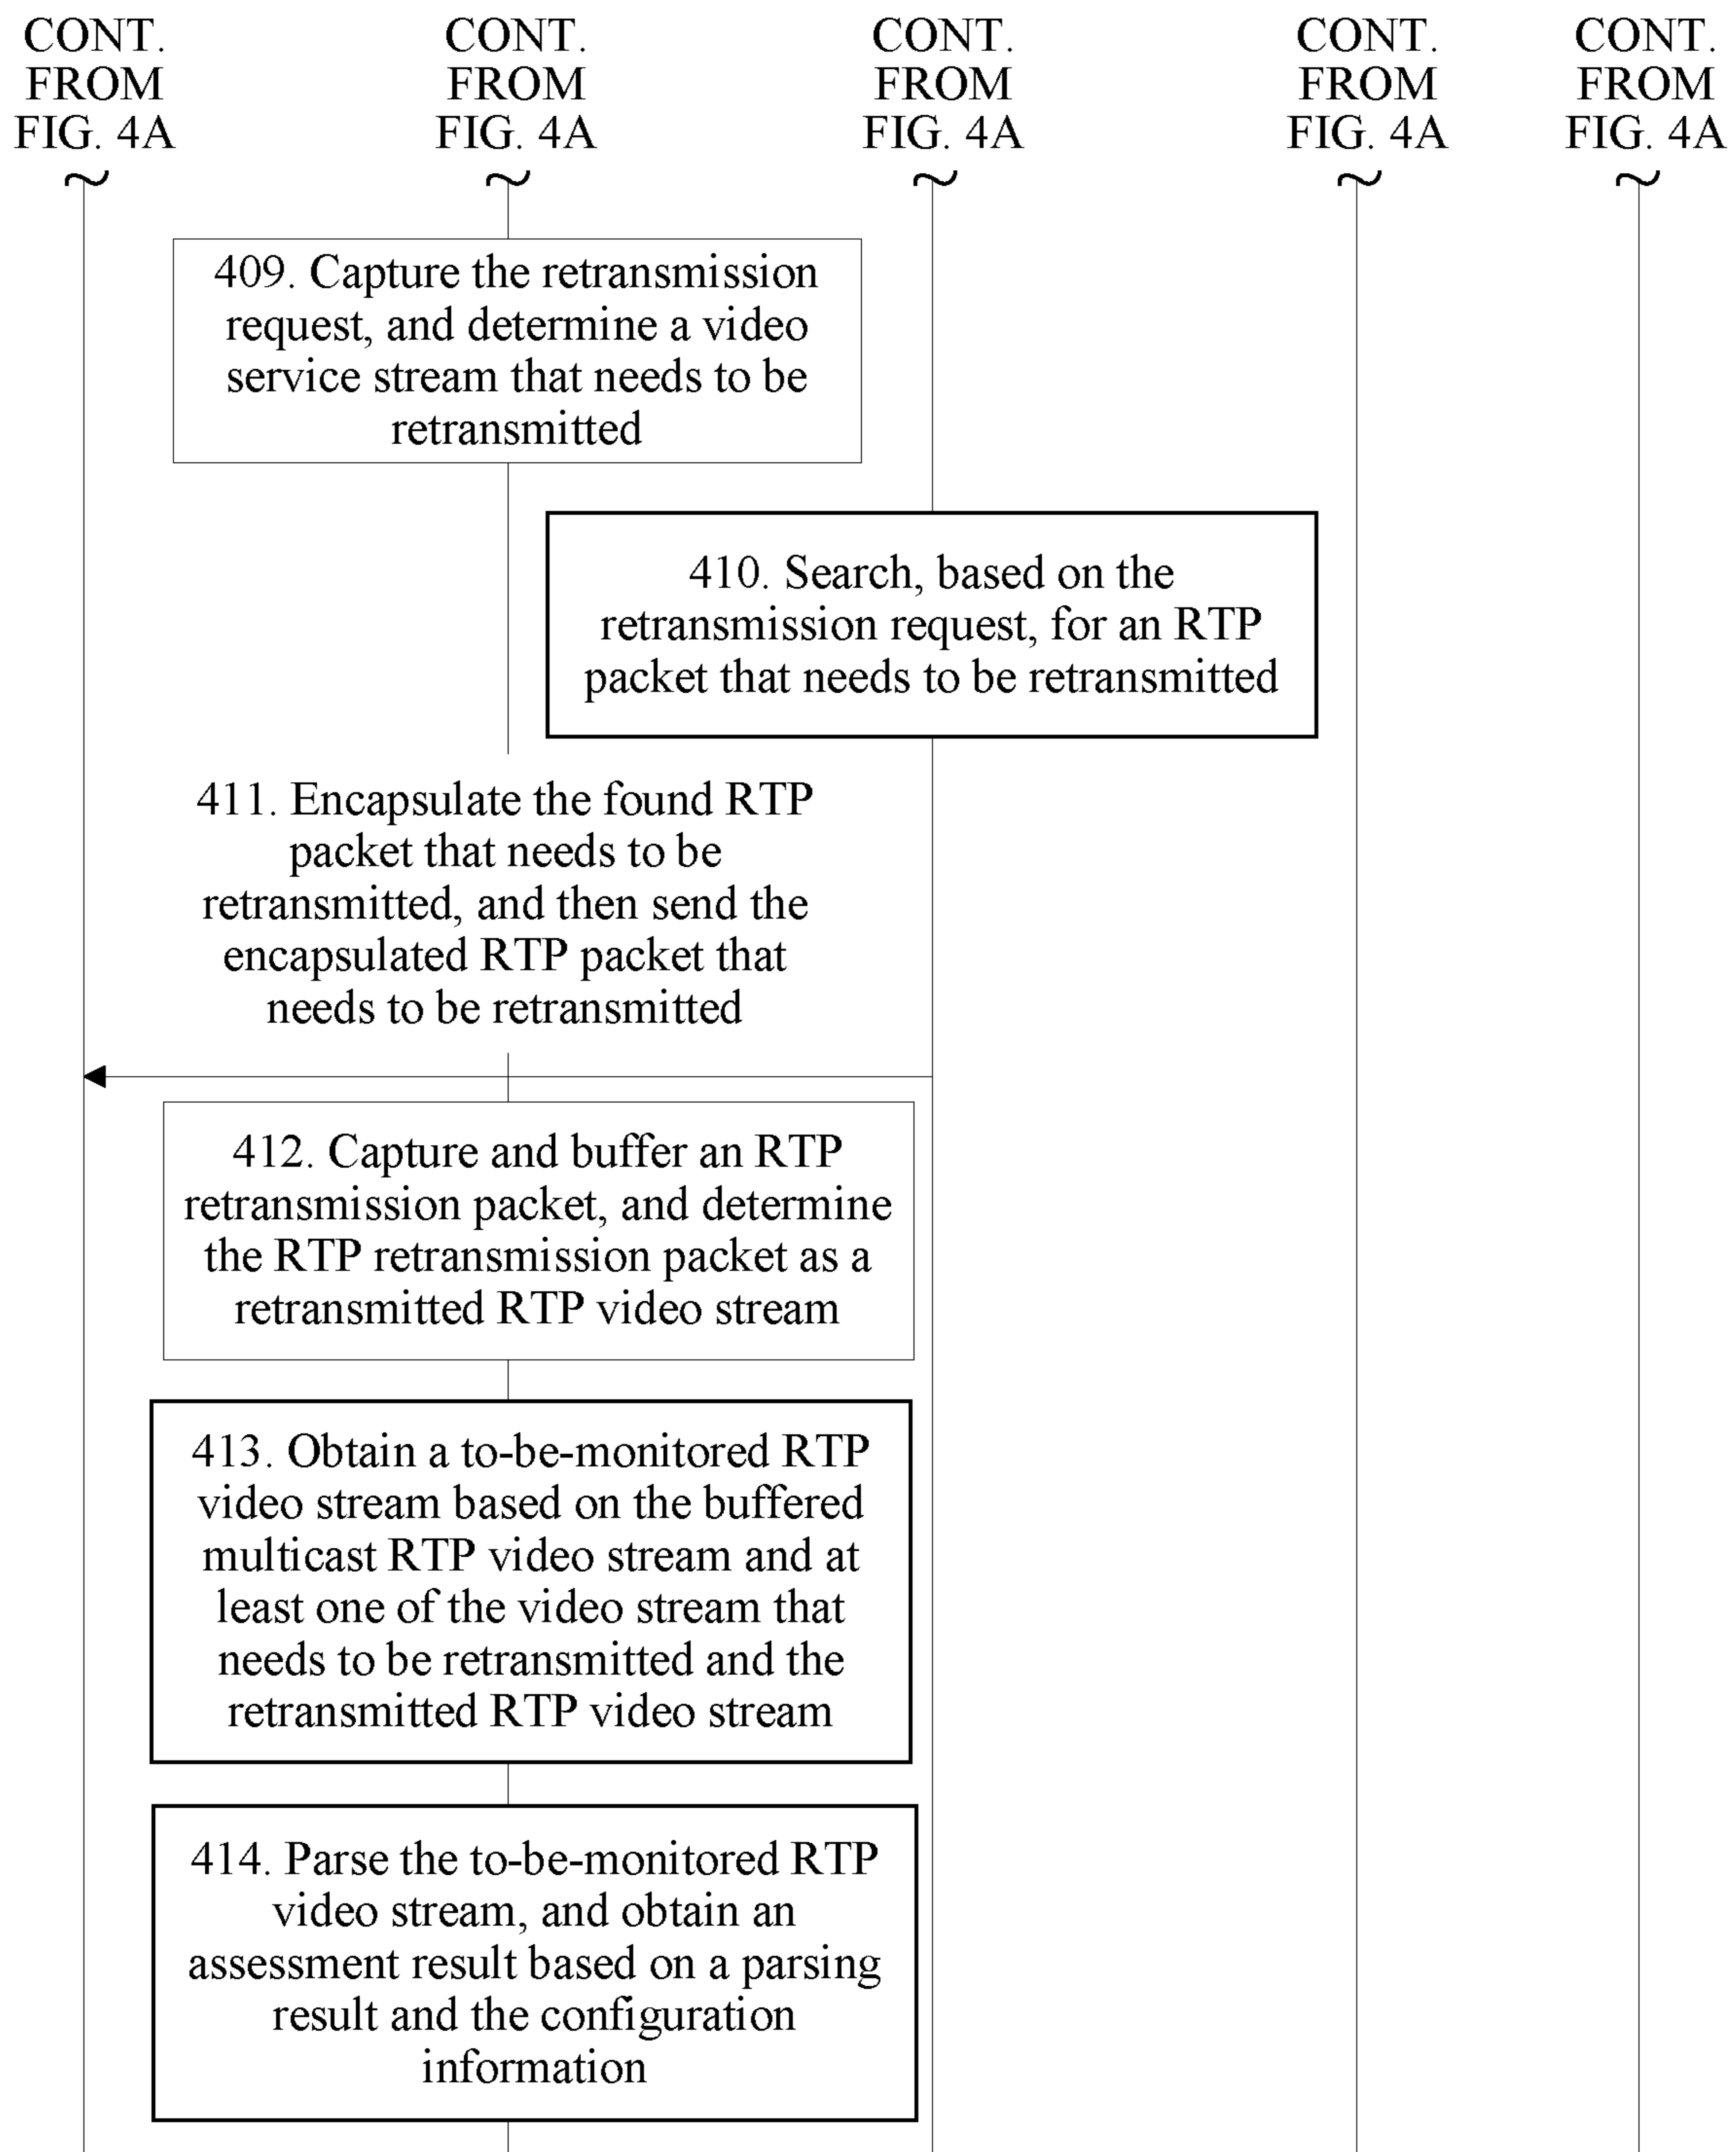 CONT.
FROM
FIG. 4A
CONT.
FROM
FIG. 4A
CONT.
FROM
FIG. 4A
CONT.
FROM
FIG. 4A
CONT.
FROM
FIG. 4A
409. Capture the retransmission
request, and determine a video
service stream that needs to be
retransmitted
410. Search, based on the
retransmission request, for an RTP
packet that needs to be retransmitted
411. Encapsulate the found RTP
packet that needs to be
retransmitted, and then send the
encapsulated RTP packet that
needs to be retransmitted
412. Capture and buffer an RTP
retransmission packet, and determine
the RTP retransmission packet as a
retransmitted RTP video stream
413. Obtain a to-be-monitored RTP
video stream based on the buffered
multicast RTP video stream and at
least one of the video stream that
needs to be retransmitted and the
retransmitted RTP video stream
414. Parse the to-be-monitored RTP
video stream, and obtain an
assessment result based on a parsing
result and the configuration
information